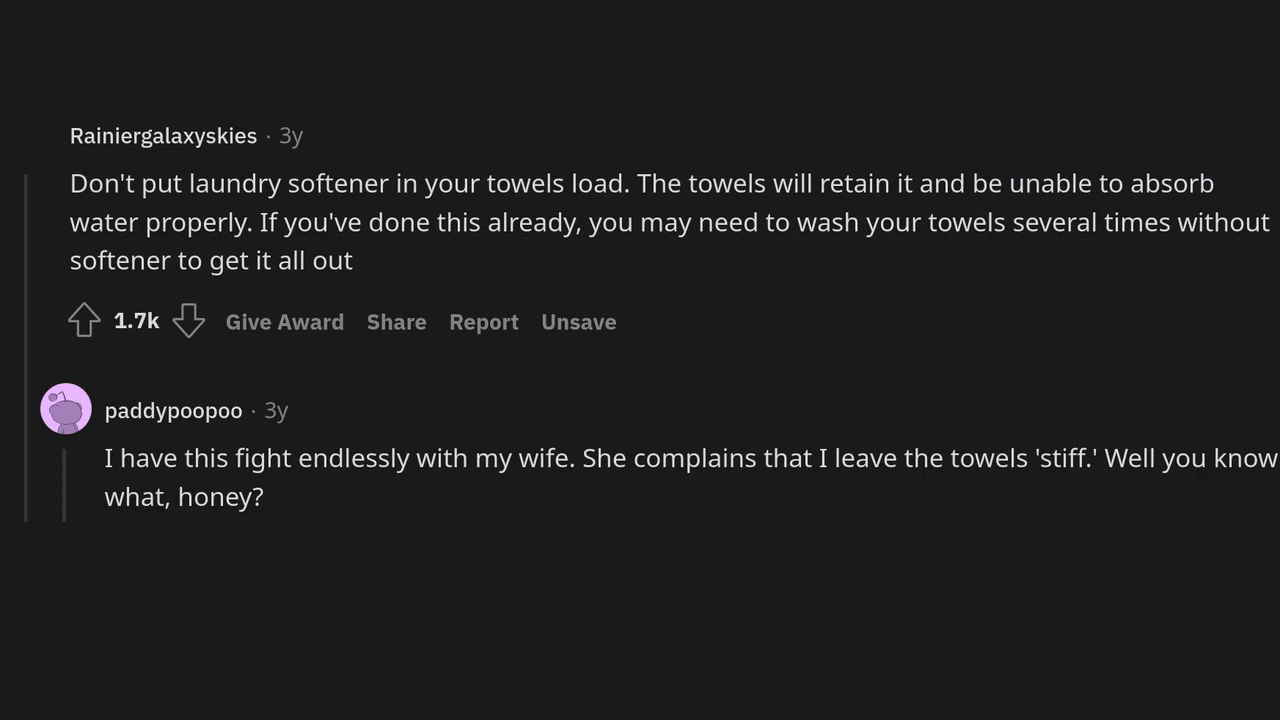 Rainiergalaxyskies · 3y
Don't put laundry softener in your towels load. The towels will retain it and be unable to absorb
water properly. If you've done this already, you may need to wash your towels several times without
softener to get it all out
1.7k Give Award Share Report Unsave
paddypoopoo · 3y
I have this fight endlessly with my wife. She complains that I leave the towels 'stiff.' Well you know
what, honey?